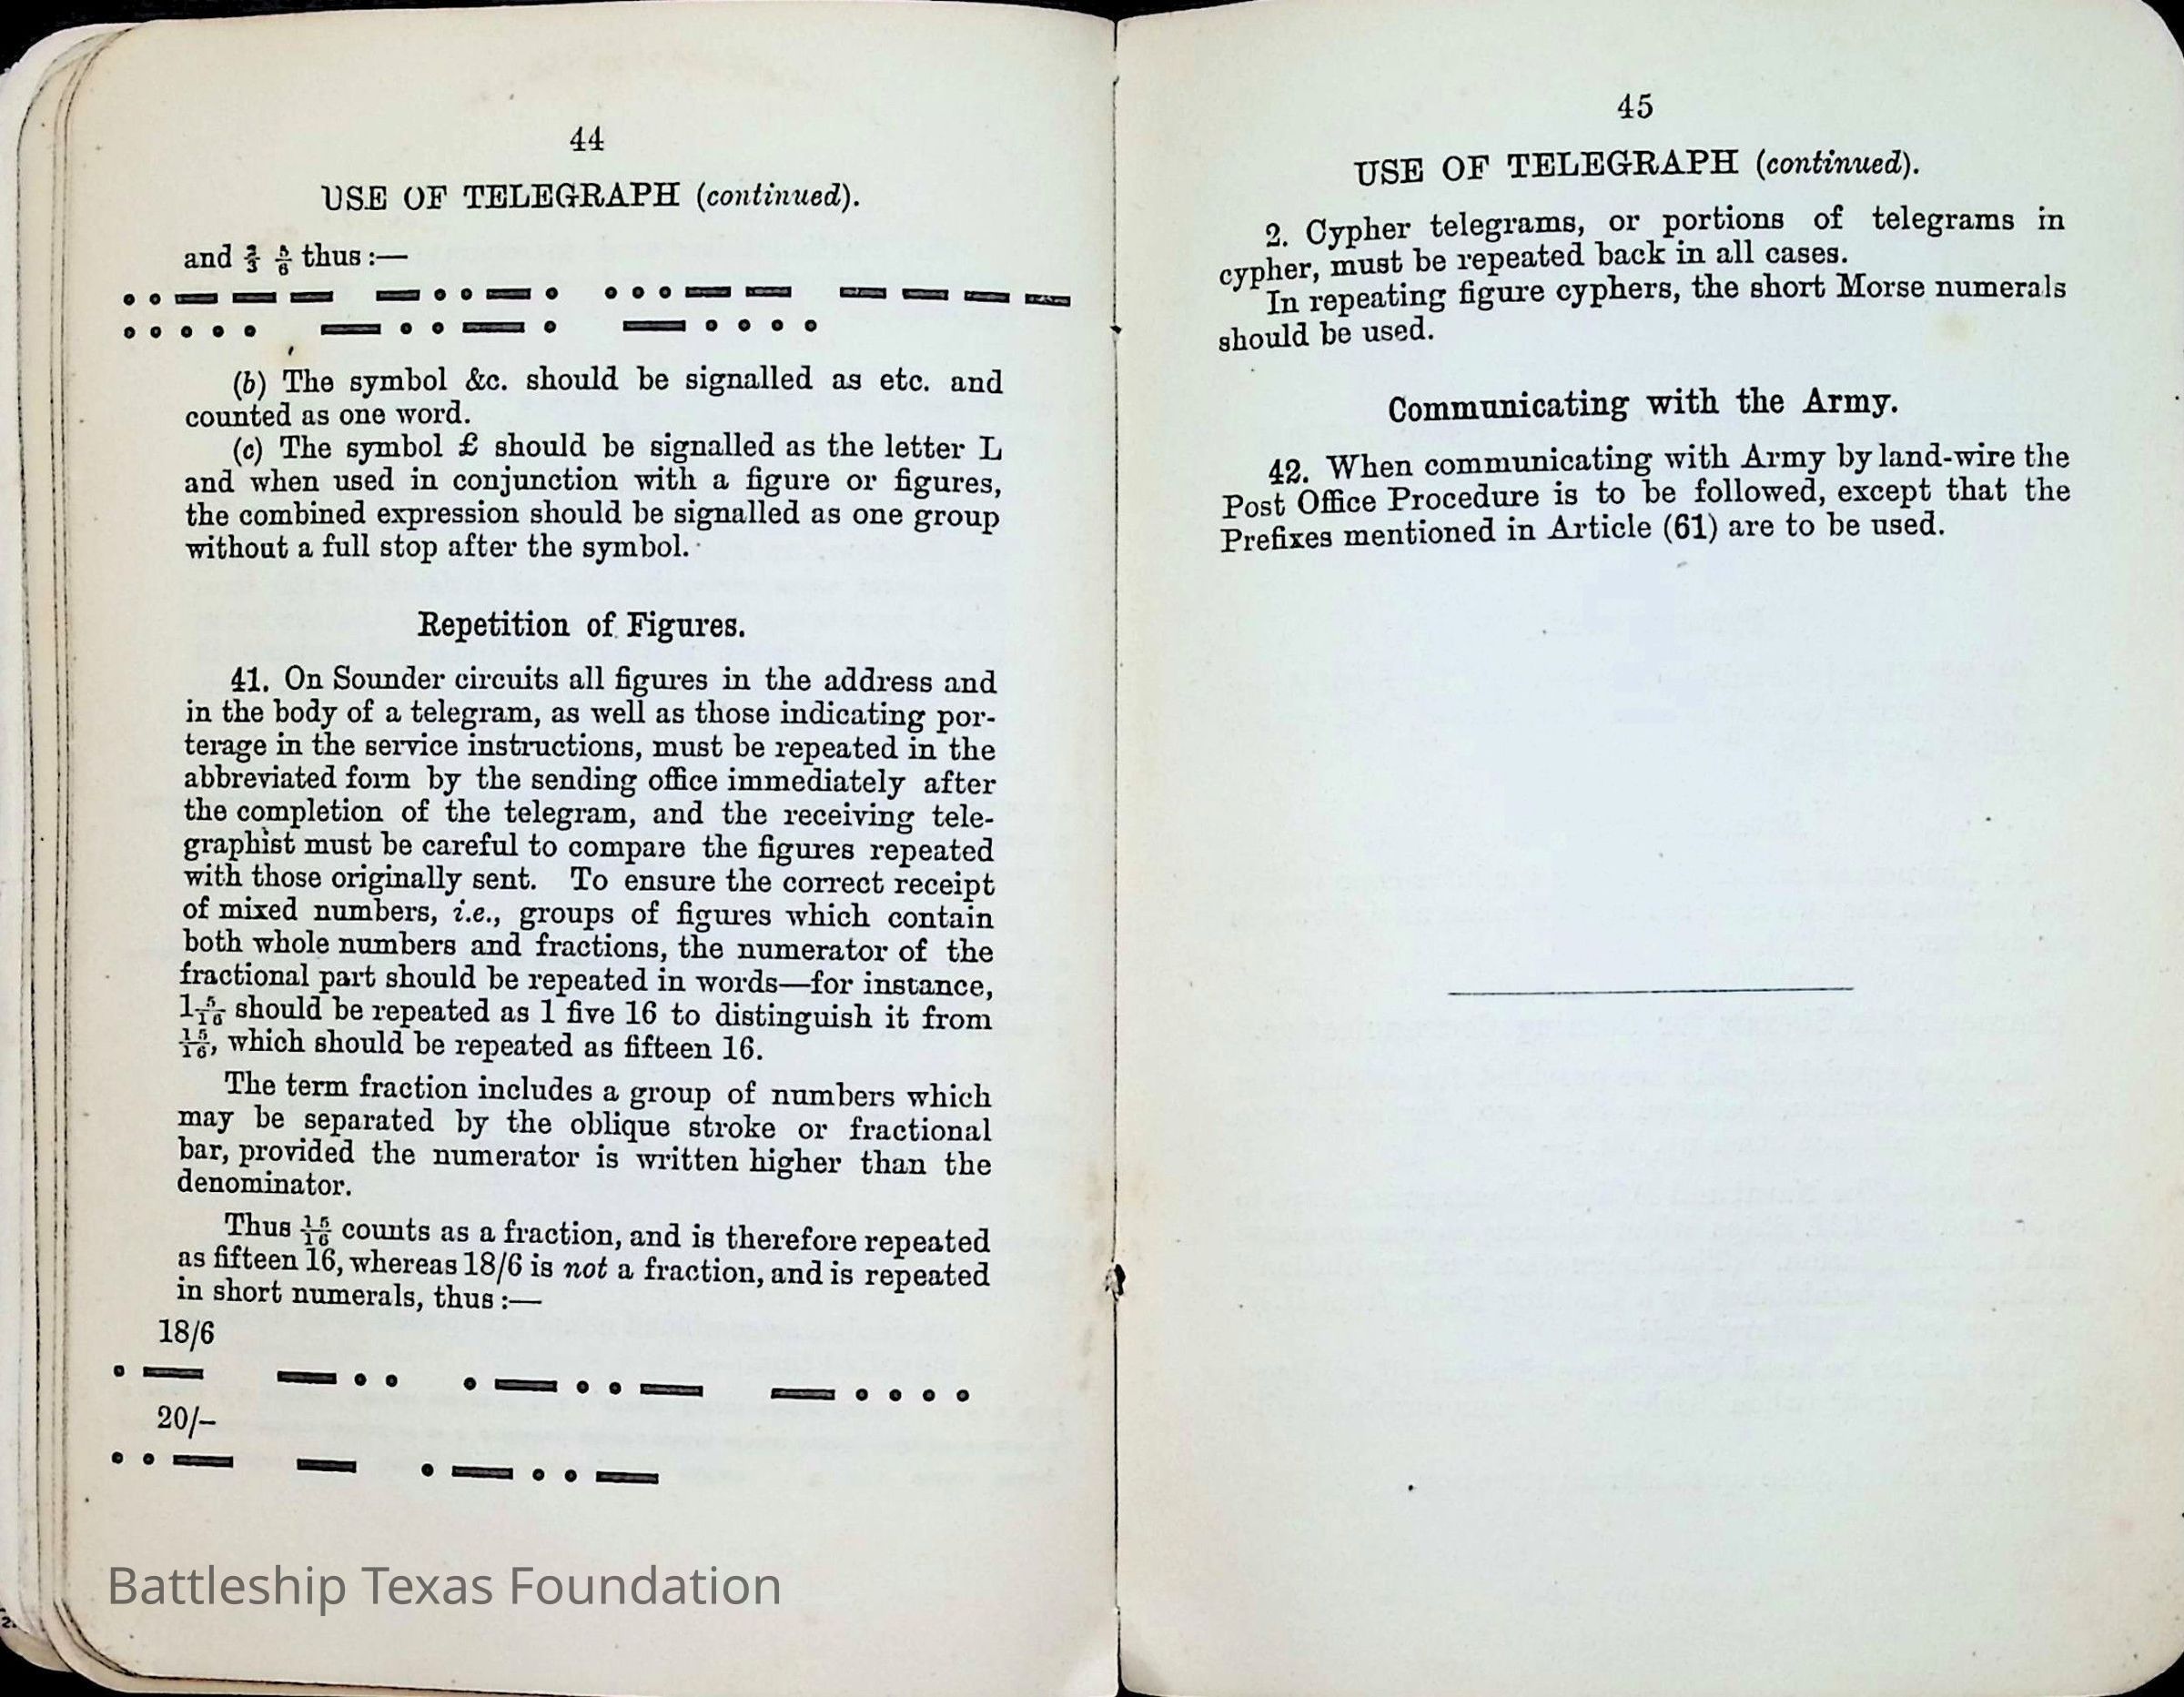 44
USE OF TELEGRAPH (continued).
and 2/3 5/6 thus :—
• • — — —   — • • — •   • • • — —   — — — —
• • • • •   — • • — •   — • • • •
(b) The symbol &c. should be signalled as etc. and
counted as one word.
(c) The symbol £ should be signalled as the letter L
and when used in conjunction with a figure or figures,
the combined expression should be signalled as one group
without a full stop after the symbol.
Repetition of Figures.
41. On Sounder circuits all figures in the address and
in the body of a telegram, as well as those indicating por-
terage in the service instructions, must be repeated in the
abbreviated form by the sending office immediately after
the completion of the telegram, and the receiving tele-
graphist must be careful to compare the figures repeated
with those originally sent. To ensure the correct receipt
of mixed numbers, i.e., groups of figures which contain
both whole numbers and fractions, the numerator of the
fractional part should be repeated in words—for instance,
1 5/16 should be repeated as 1 five 16 to distinguish it from
15/16, which should be repeated as fifteen 16.
The term fraction includes a group of numbers which
may be separated by the oblique stroke or fractional
bar, provided the numerator is written higher than the
denominator.
Thus 15/16 counts as a fraction, and is therefore repeated
as fifteen 16, whereas 18/6 is not a fraction, and is repeated
in short numerals, thus :—
18/6
• —   — • •   • — • • —   — • • • •
20/–
• • —   —   • — • • —
Battleship Texas Foundation
45
USE OF TELEGRAPH (continued).
2. Cypher telegrams, or portions of telegrams in
cypher, must be repeated back in all cases.
In repeating figure cyphers, the short Morse numerals
should be used.
Communicating with the Army.
42. When communicating with Army by land-wire the
Post Office Procedure is to be followed, except that the
Prefixes mentioned in Article (61) are to be used.